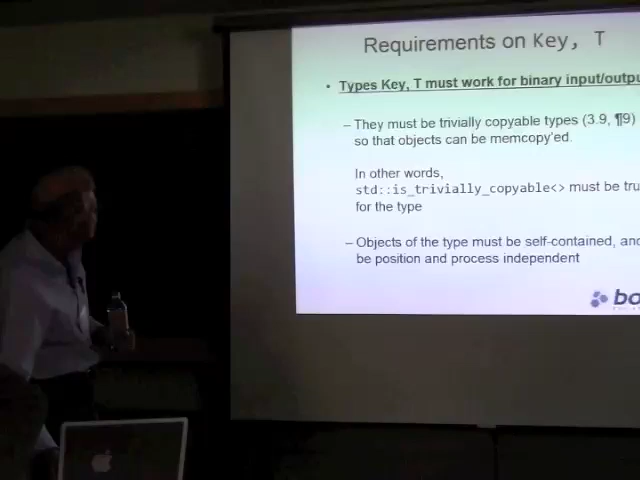 Requirements on Key, T
• Types Key, T must work for binary input/outpu
– They must be trivially copyable types (3.9, ¶9)
so that objects can be memcopy'ed.
In other words,
std::is_trivially_copyable<> must be tru
for the type
– Objects of the type must be self-contained, and
be position and process independent
bo